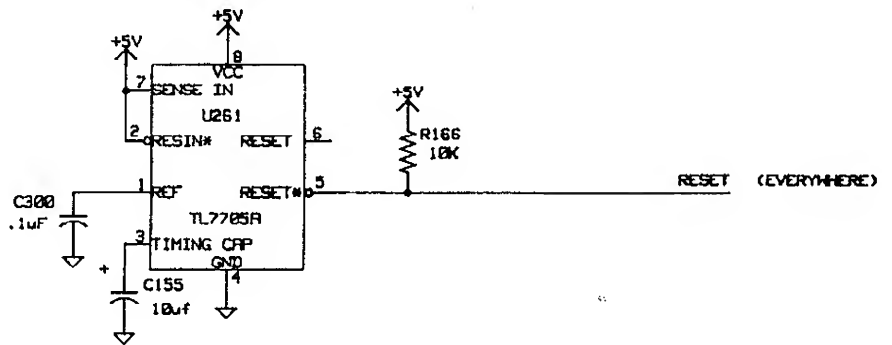 +5V
+5V
8
VCC
7
SENSE IN
U261
+5V
2
RESIN*
RESET
6
R166
10K
1
REF
RESET*
5
RESET (EVERYWHERE)
C300
.1uF
TL7705A
3
TIMING CAP
GND
4
+
C155
10uf